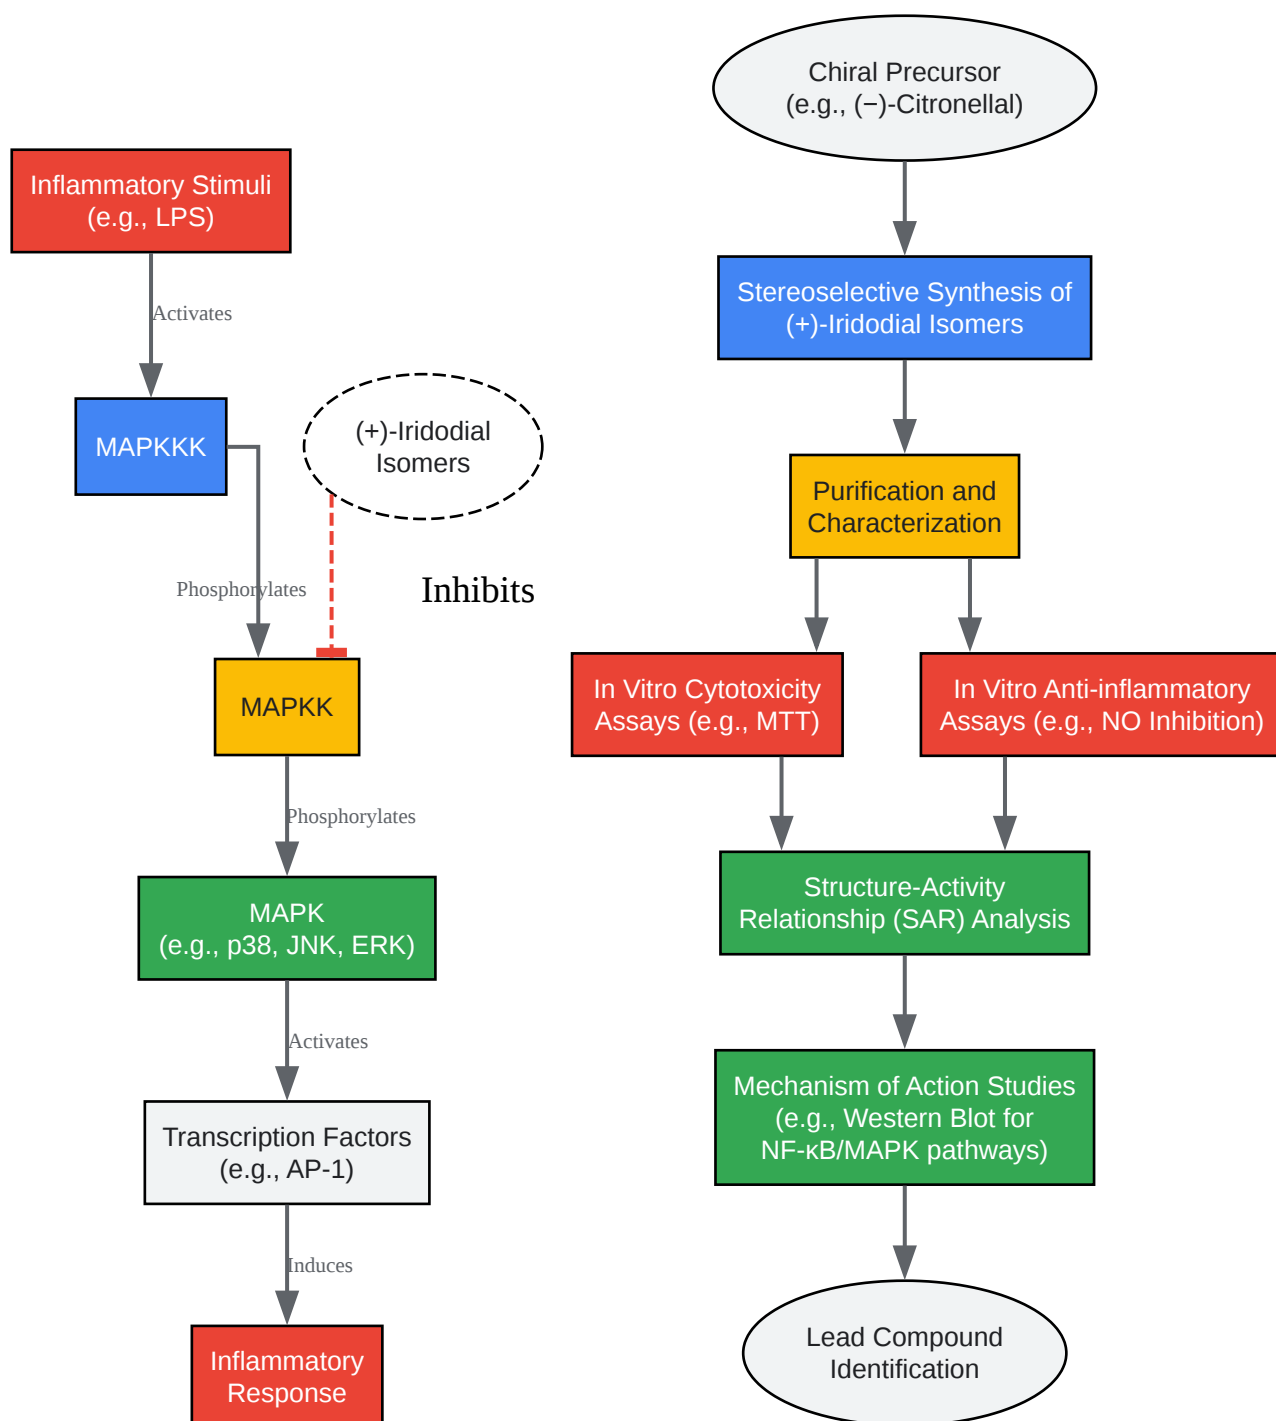 Inflammatory Stimuli
(e.g., LPS)
Activates
MAPKKK
(+)-Iridodial
Isomers
Phosphorylates
Inhibits
MAPKK
Phosphorylates
MAPK
(e.g., p38, JNK, ERK)
Activates
Transcription Factors
(e.g., AP-1)
Induces
Inflammatory
Response
Chiral Precursor
(e.g., (−)-Citronellal)
Stereoselective Synthesis of
(+)-Iridodial Isomers
Purification and
Characterization
In Vitro Cytotoxicity
Assays (e.g., MTT)
In Vitro Anti-inflammatory
Assays (e.g., NO Inhibition)
Structure-Activity
Relationship (SAR) Analysis
Mechanism of Action Studies
(e.g., Western Blot for
NF-κB/MAPK pathways)
Lead Compound
Identification